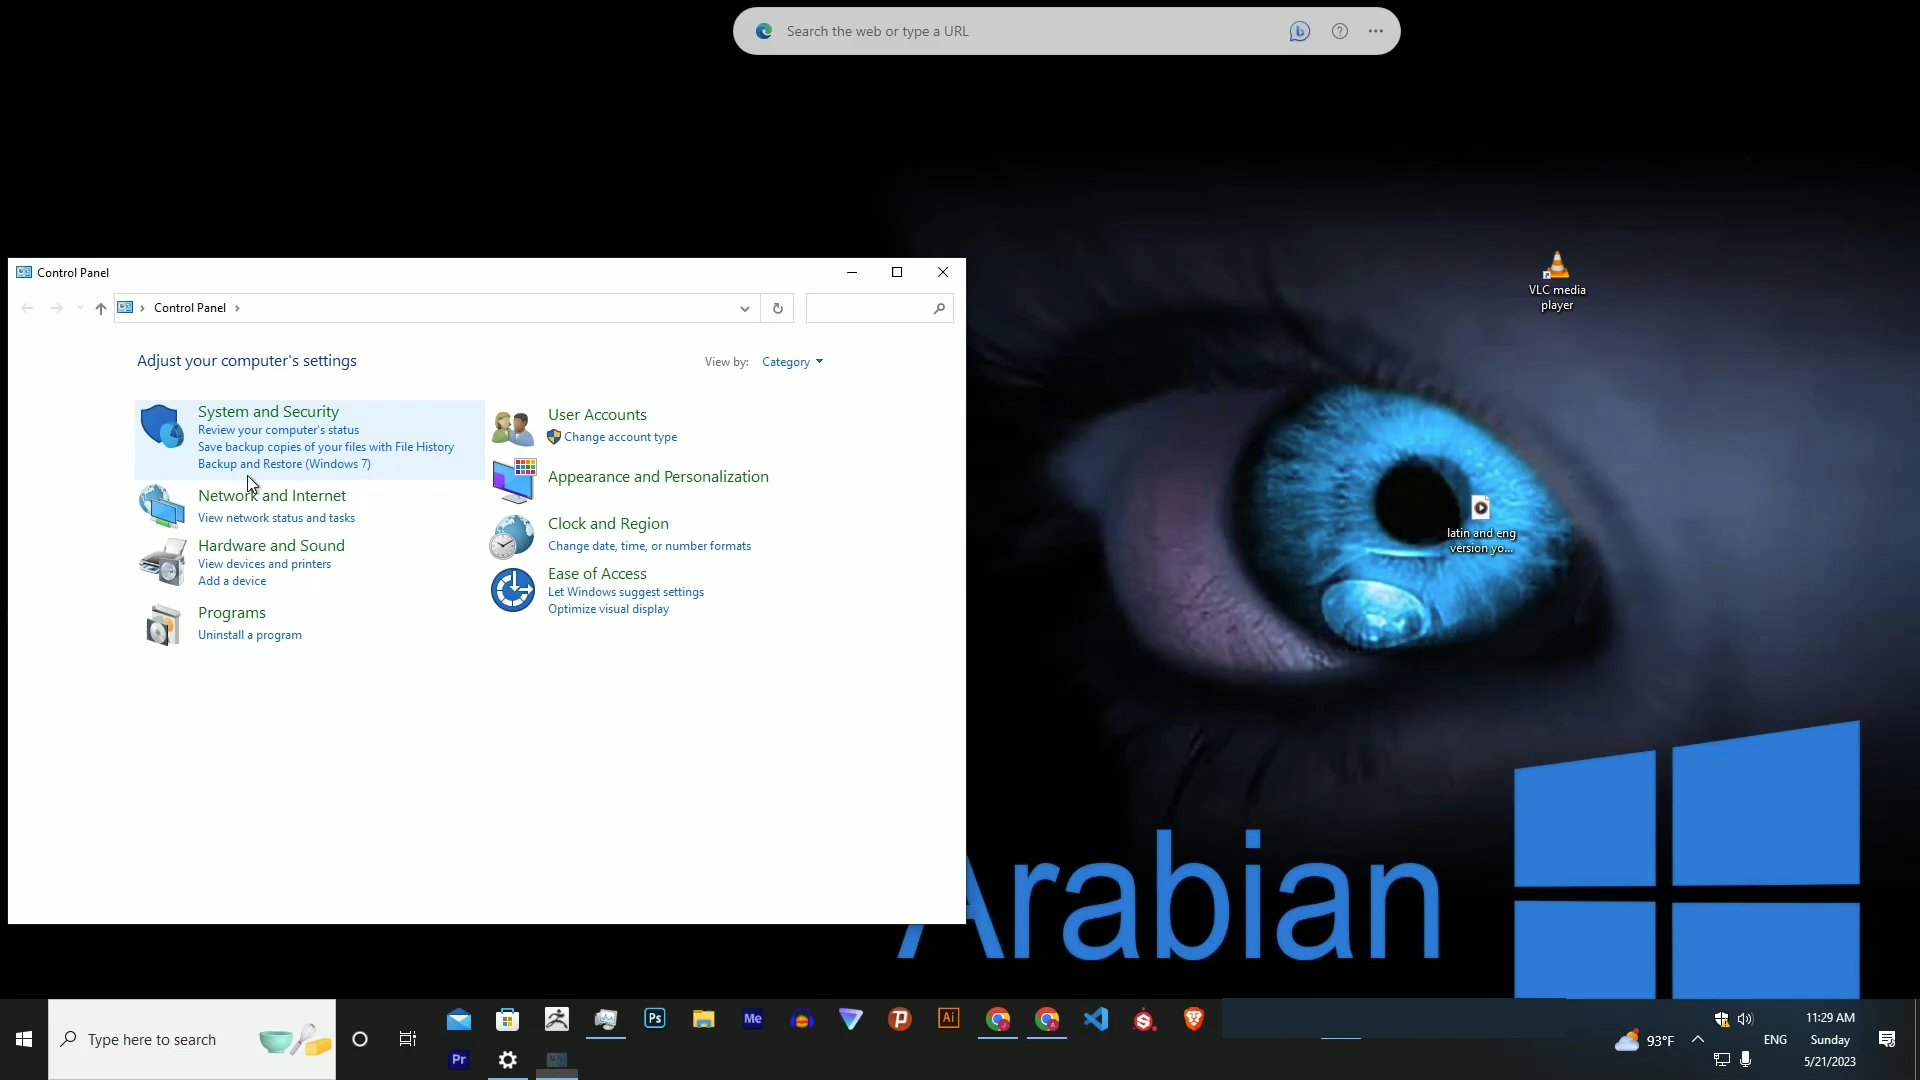 Search the web or type a URL
Control Panel
Control Panel
Adjust your computer's settings
View by: Category
System and Security
Review your computer's status
Save backup copies of your files with File History
Backup and Restore (Windows 7)
Network and Internet
View network status and tasks
Hardware and Sound
View devices and printers
Add a device
Programs
Uninstall a program
User Accounts
Change account type
Appearance and Personalization
Clock and Region
Change date, time, or number formats
Ease of Access
Let Windows suggest settings
Optimize visual display
VLC media
player
latin and eng
version yo...
Arabian
Type here to search
Ps
Me
Ai
Pr
93°F
ENG
11:29 AM
Sunday
5/21/2023